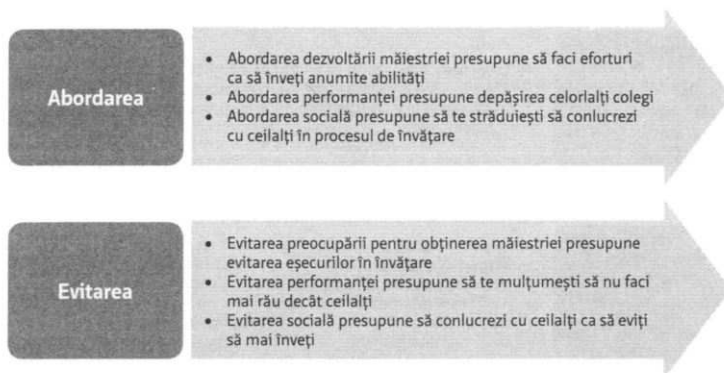 Abordarea
• Abordarea dezvoltării măiestriei presupune să faci eforturi
ca să înveți anumite abilități
• Abordarea performanței presupune depășirea celorlalți colegi
• Abordarea socială presupune să te străduiești să conlucrezi
cu ceilalți în procesul de învățare
Evitarea
• Evitarea preocupării pentru obținerea măiestriei presupune
evitarea eșecurilor în învățare
• Evitarea performanței presupune să te mulțumești să nu faci
mai rău decât ceilalți
• Evitarea socială presupune să conlucrezi cu ceilalți ca să eviți
să mai înveți